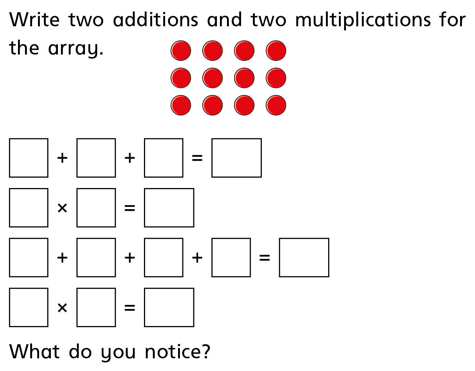 Write two additions and two multiplications for
the array.
+ + =
× =
+ + + =
× =
What do you notice?